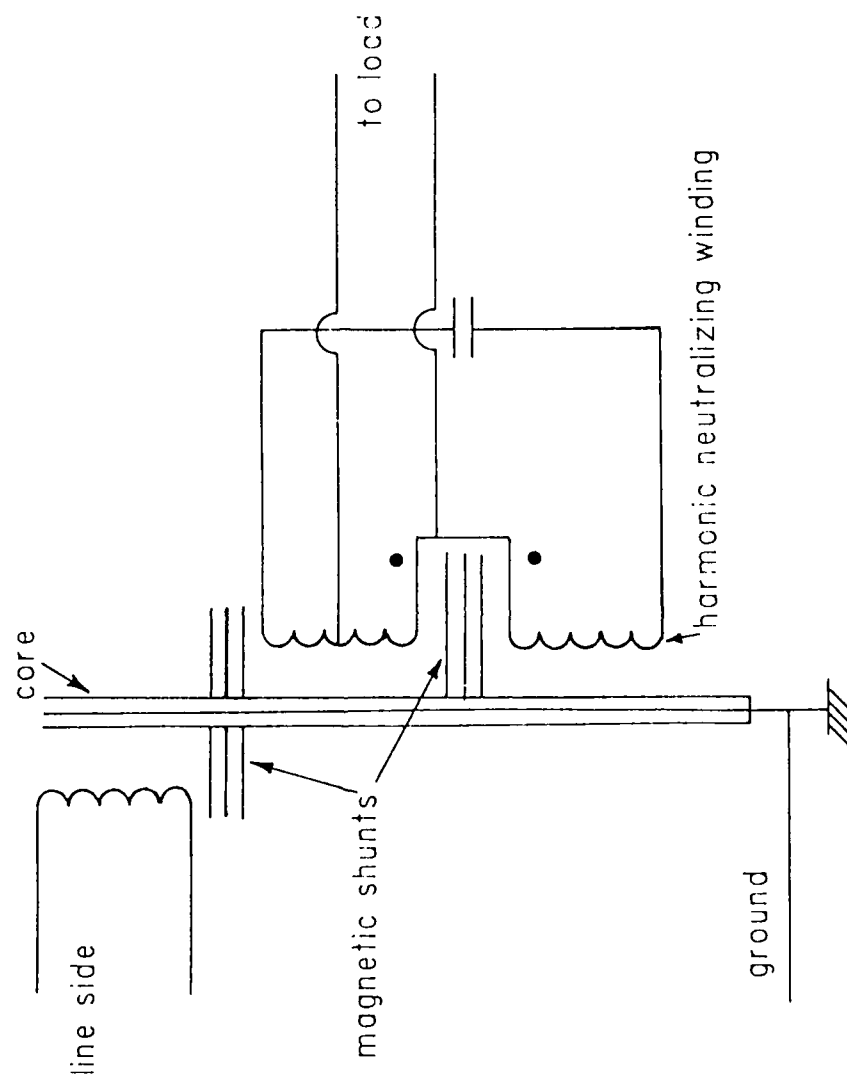 to load
core
harmonic neutralizing winding
magnetic shunts
line side
ground